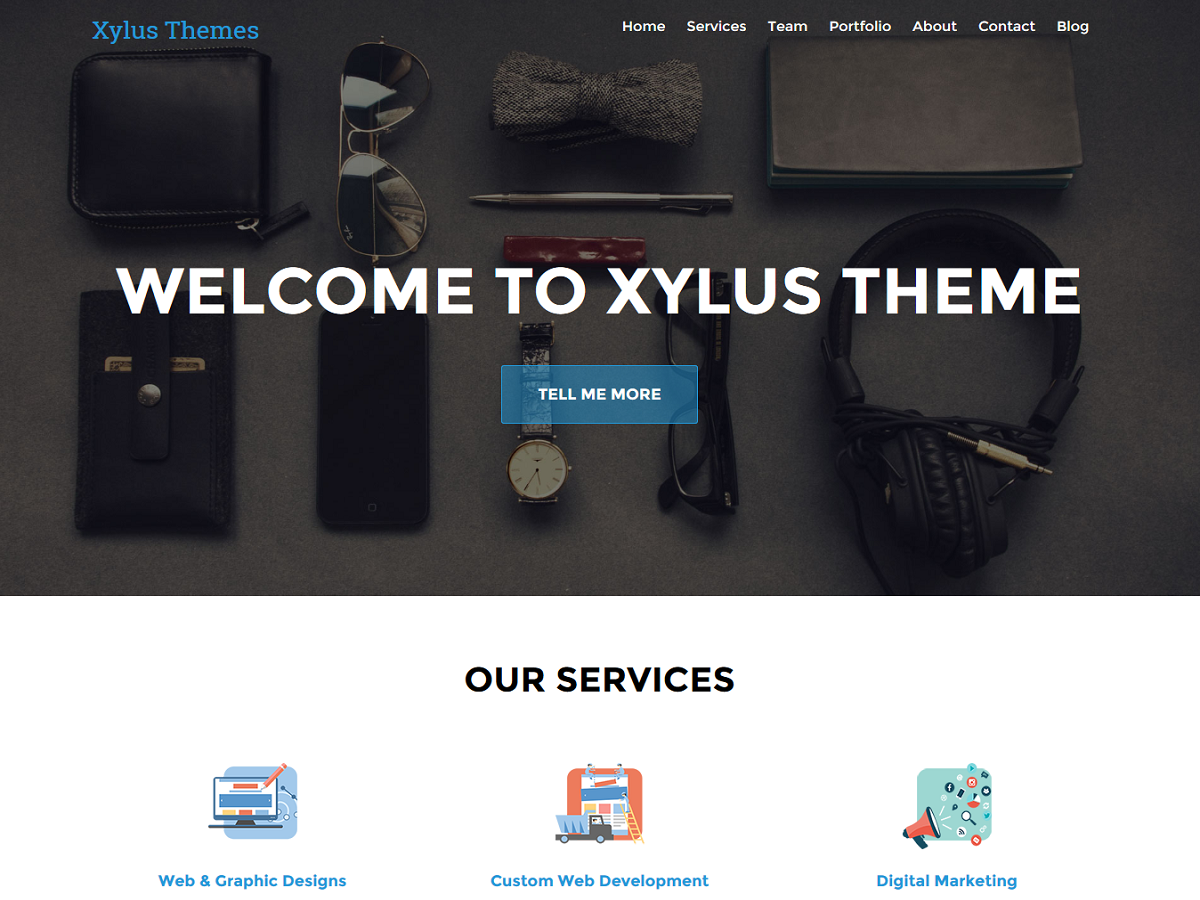 Xylus Themes
Home Services Team Portfolio About Contact Blog
WELCOME TO XYLUS THEME
TELL ME MORE
OUR SERVICES
Web & Graphic Designs Custom Web Development Digital Marketing